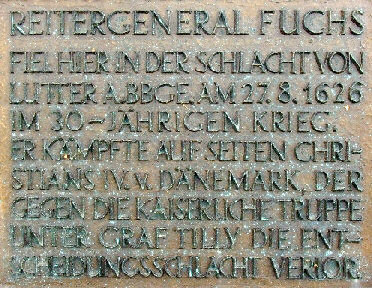 REITERGENERAL FUCHS
FIEL HIER IN DER SCHLACHT VON
LUTTER A.BBGE. AM 27.8.1626
IM 30-JÄHRIGEN KRIEG.
ER KÄMPFTE AUF SEITEN CHRI-
STIANS IV. V. DÄNEMARK, DER
GEGEN DIE KAISERLICHE TRUPPE
UNTER GRAF TILLY DIE ENT-
SCHEIDUNGSSCHLACHT VERLOR.